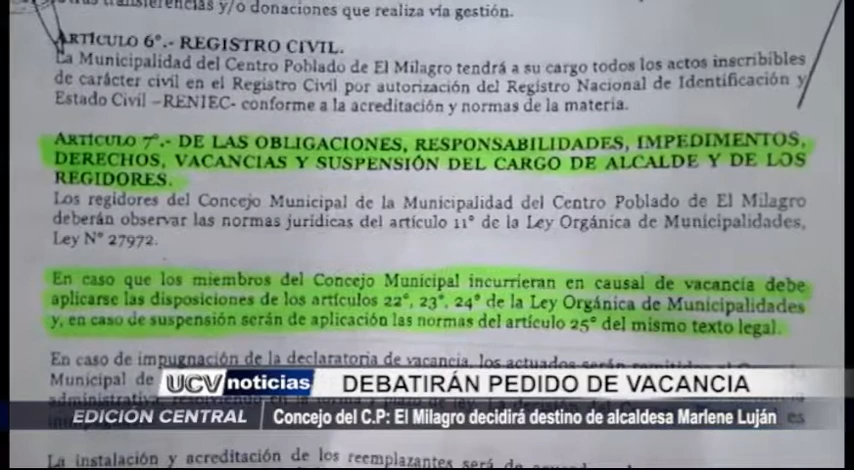 transferencias y/o donaciones que realiza vía gestión.
ARTÍCULO 6°.- REGISTRO CIVIL.
La Municipalidad del Centro Poblado de El Milagro tendrá a su cargo todos los actos inscribibles
de carácter civil en el Registro Civil por autorización del Registro Nacional de Identificación y
Estado Civil –RENIEC- conforme a la acreditación y normas de la materia.
ARTÍCULO 7°.- DE LAS OBLIGACIONES, RESPONSABILIDADES, IMPEDIMENTOS,
DERECHOS, VACANCIAS Y SUSPENSIÓN DEL CARGO DE ALCALDE Y DE LOS
REGIDORES.
Los regidores del Concejo Municipal de la Municipalidad del Centro Poblado de El Milagro
deberán observar las normas jurídicas del artículo 11° de la Ley Orgánica de Municipalidades,
Ley N° 27972.
En caso que los miembros del Concejo Municipal incurrieran en causal de vacancia debe
aplicarse las disposiciones de los artículos 22°, 23°, 24° de la Ley Orgánica de Municipalidades
y, en caso de suspensión serán de aplicación las normas del artículo 25° del mismo texto legal.
En caso de impugnación de la declaratoria de vacancia, los actuados serán
Municipal de
UCV noticias
DEBATIRÁN PEDIDO DE VACANCIA
EDICIÓN CENTRAL
Concejo del C.P: El Milagro decidirá destino de alcaldesa Marlene Luján
La instalación y acreditación de los reemplazantes será de